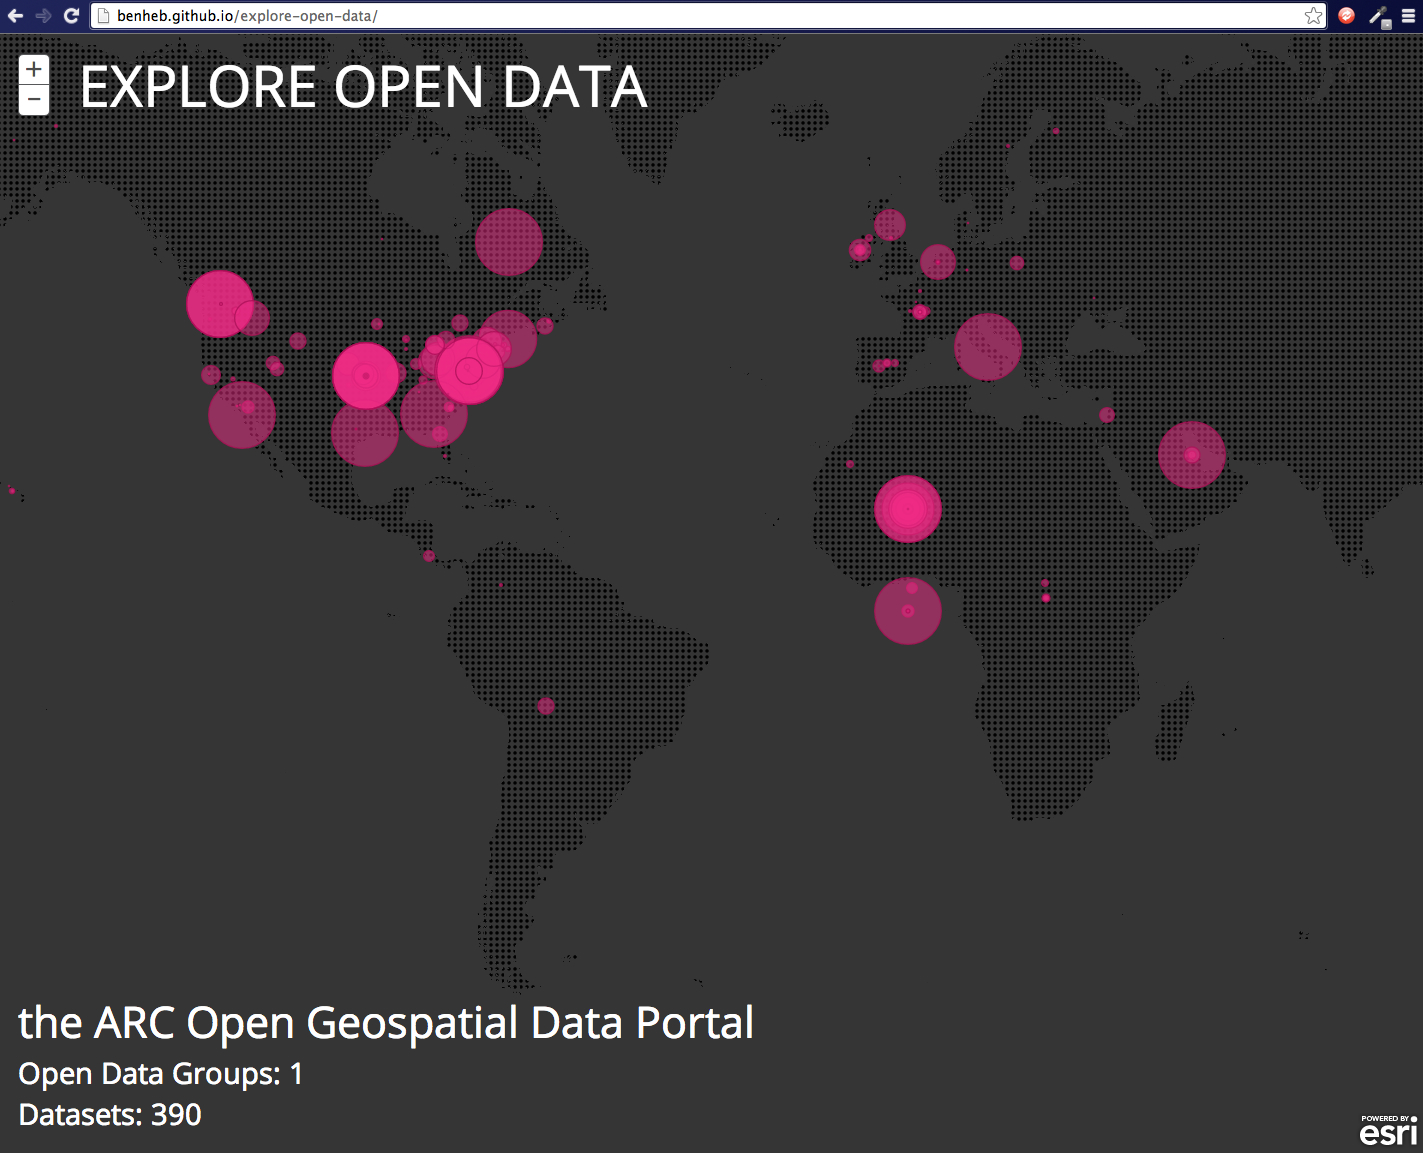 benheb.github.io/explore-open-data/
+
EXPLORE OPEN DATA
−
the ARC Open Geospatial Data Portal
Open Data Groups: 1
Datasets: 390
POWERED BY
esri